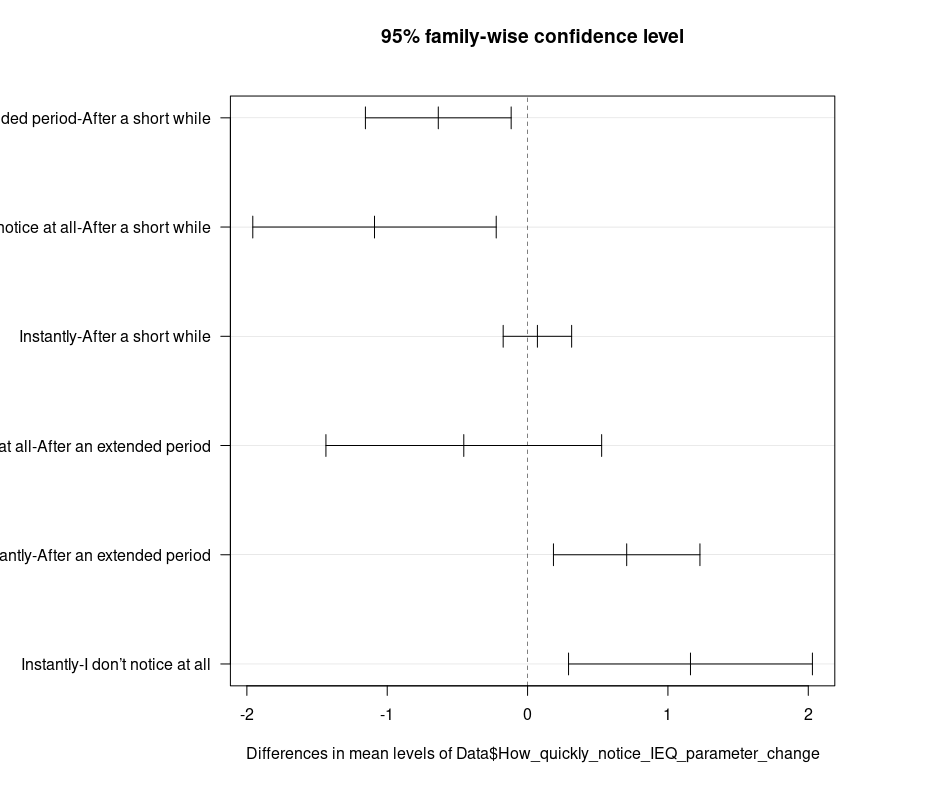 95% family-wise confidence level
ded period-After a short while
notice at all-After a short while
Instantly-After a short while
at all-After an extended period
antly-After an extended period
Instantly-I don't notice at all
-2 -1 0 1 2
Differences in mean levels of Data$How_quickly_notice_IEQ_parameter_change